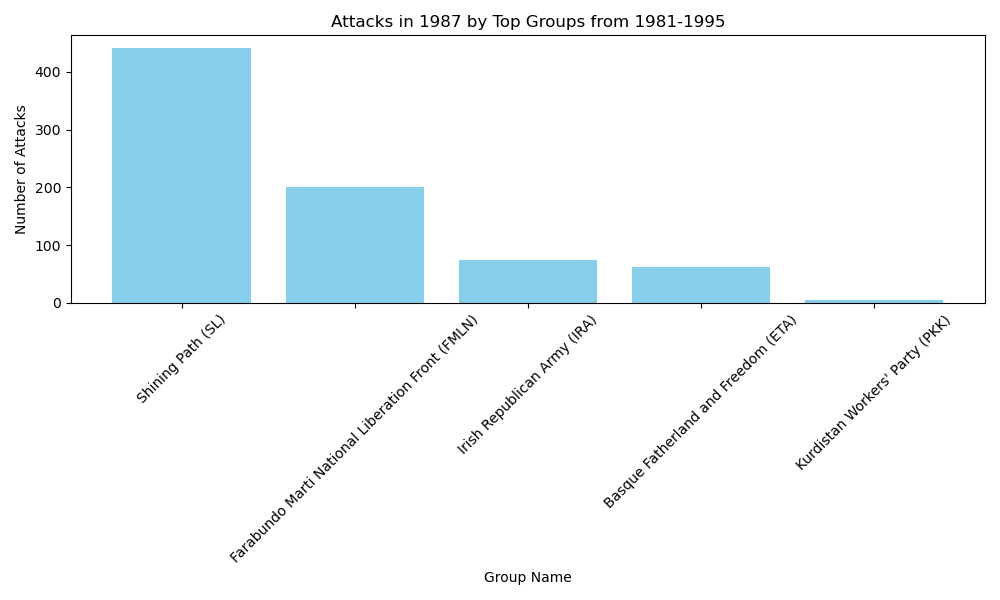 Attacks in 1987 by Top Groups from 1981-1995
Number of Attacks
400
300
200
100
0
Shining Path (SL)
Farabundo Marti National Liberation Front (FMLN)
Irish Republican Army (IRA)
Basque Fatherland and Freedom (ETA)
Kurdistan Workers' Party (PKK)
Group Name